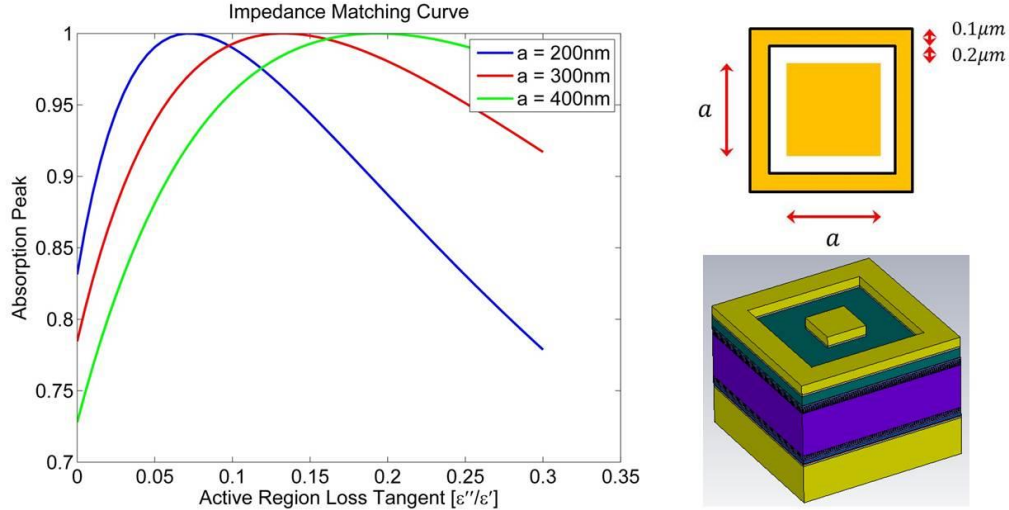 Impedance Matching Curve
Absorption Peak
1
0.95
0.9
0.85
0.8
0.75
0.7
0
0.05
0.1
0.15
0.2
0.25
0.3
0.35
Active Region Loss Tangent [ε''/ε']
a = 200nm
a = 300nm
a = 400nm
0.1μm
0.2μm
a
a